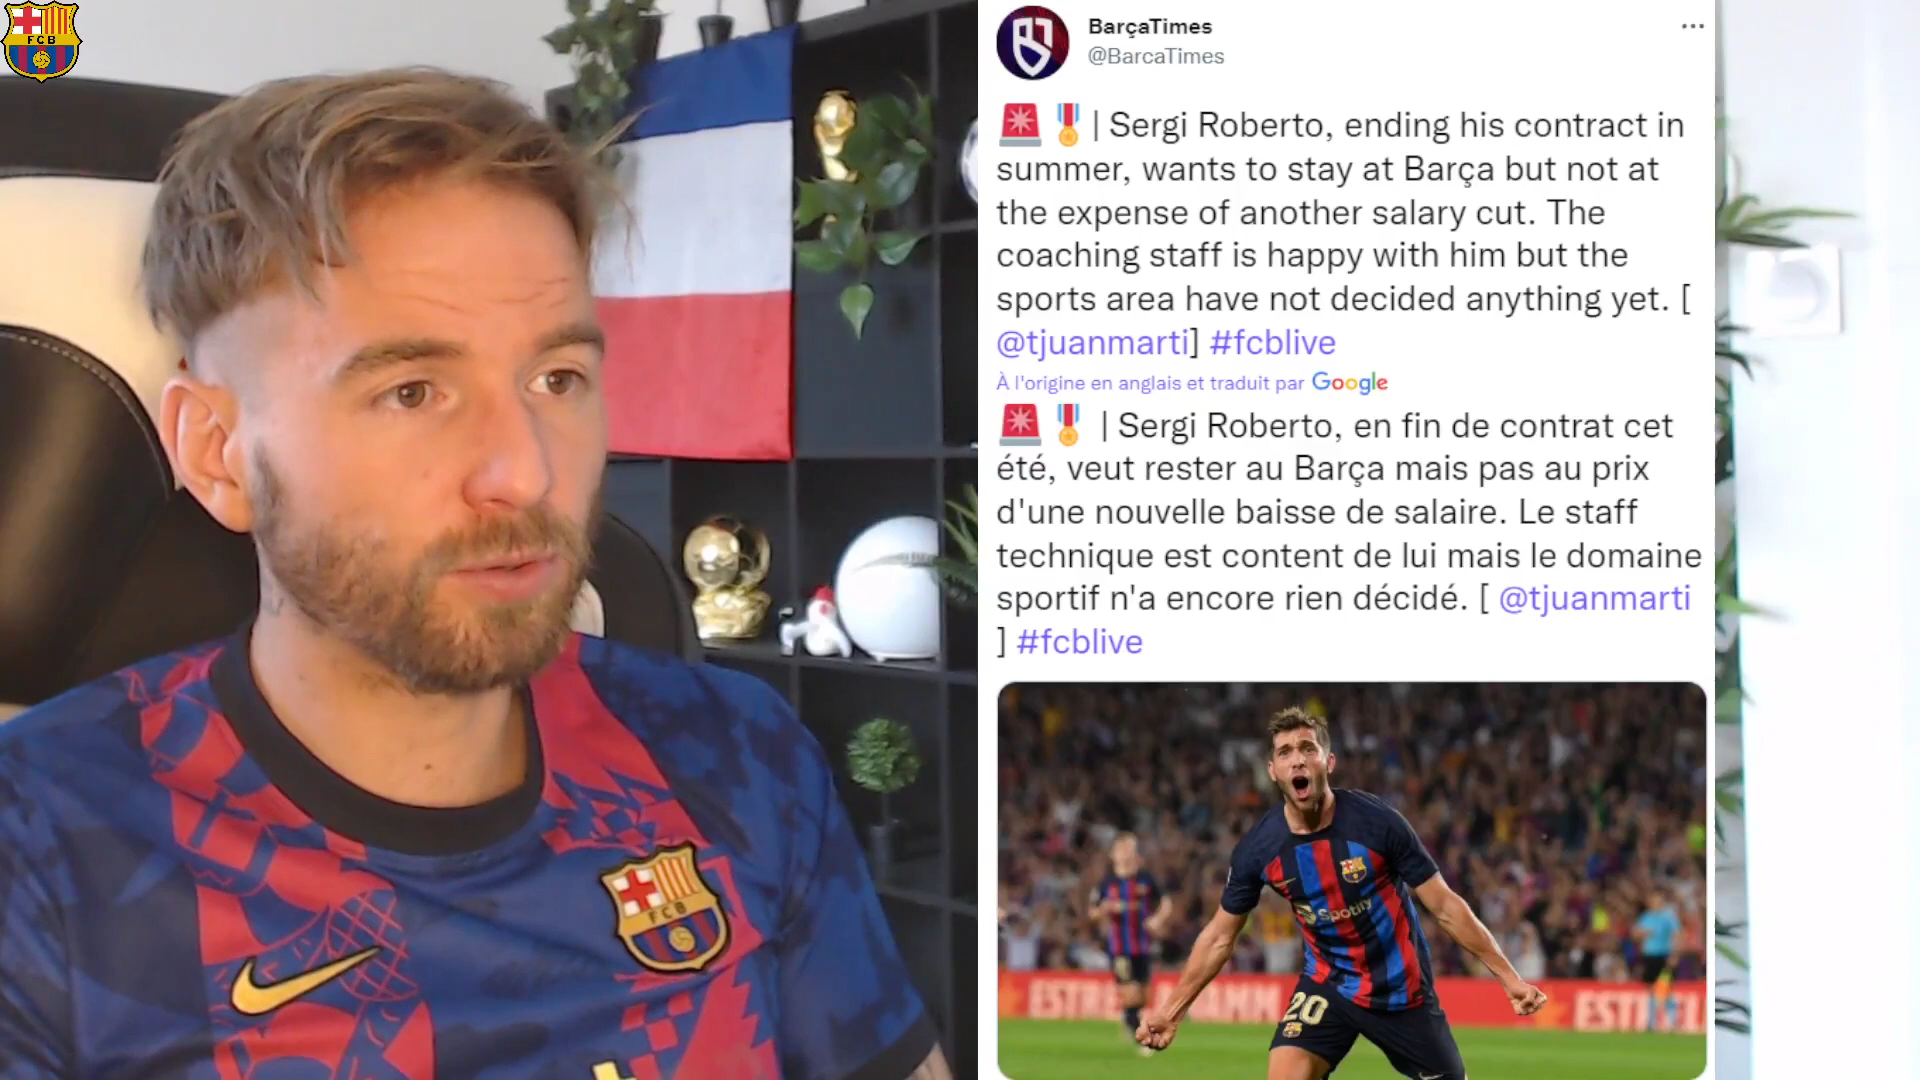 FCB
BarçaTimes
@BarcaTimes
🚨🎖️ | Sergi Roberto, ending his contract in
summer, wants to stay at Barça but not at
the expense of another salary cut. The
coaching staff is happy with him but the
sports area have not decided anything yet. [
@tjuanmarti] #fcblive
À l'origine en anglais et traduit par Google
🚨🎖️ | Sergi Roberto, en fin de contrat cet
été, veut rester au Barça mais pas au prix
d'une nouvelle baisse de salaire. Le staff
technique est content de lui mais le domaine
sportif n'a encore rien décidé. [ @tjuanmarti
] #fcblive
FCB
Spotify
20